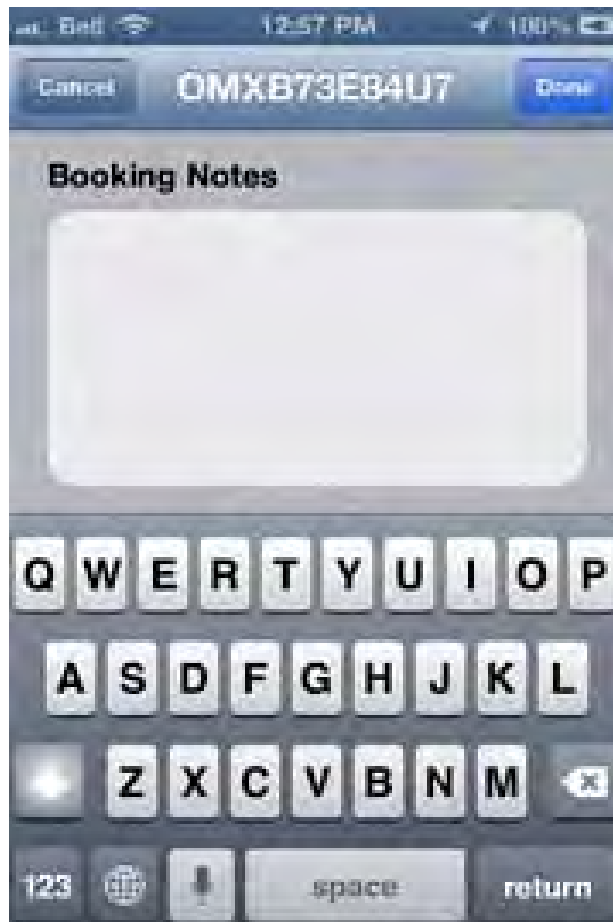 Bell 12:57 PM 100%
Cancel OMXB73E84U7 Done
Booking Notes
Q W E R T Y U I O P
A S D F G H J K L
Z X C V B N M
123 space return